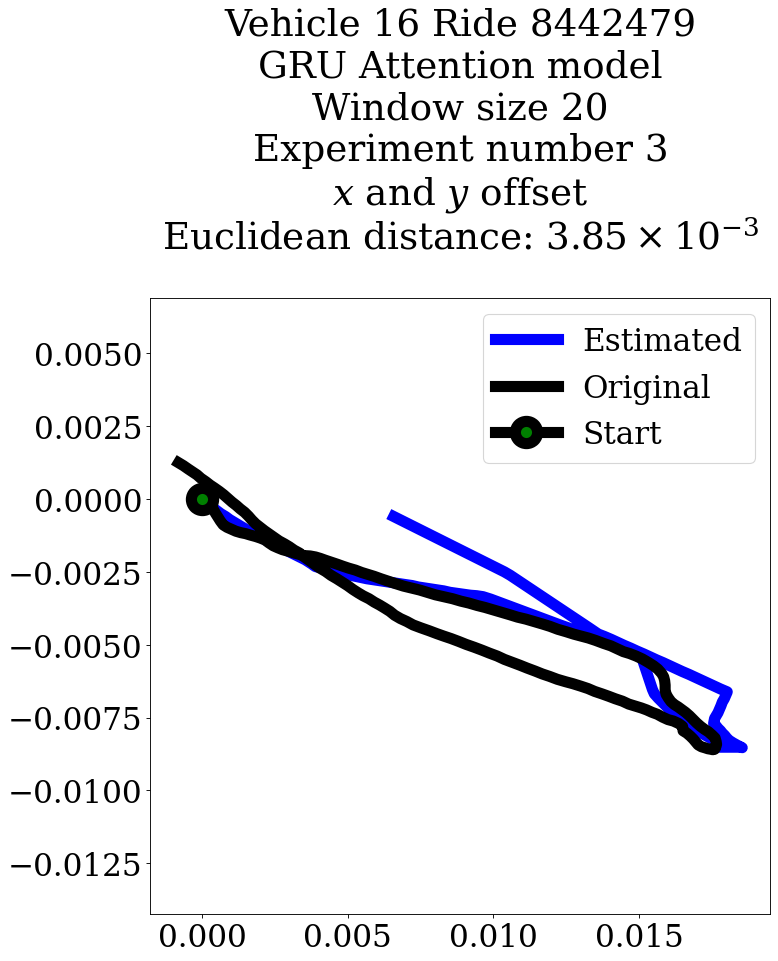 Vehicle 16 Ride 8442479
GRU Attention model
Window size 20
Experiment number 3
x and y offset
Euclidean distance: 3.85 × 10⁻³
Estimated
Original
Start
0.0050
0.0025
0.0000
−0.0025
−0.0050
−0.0075
−0.0100
−0.0125
0.000 0.005 0.010 0.015